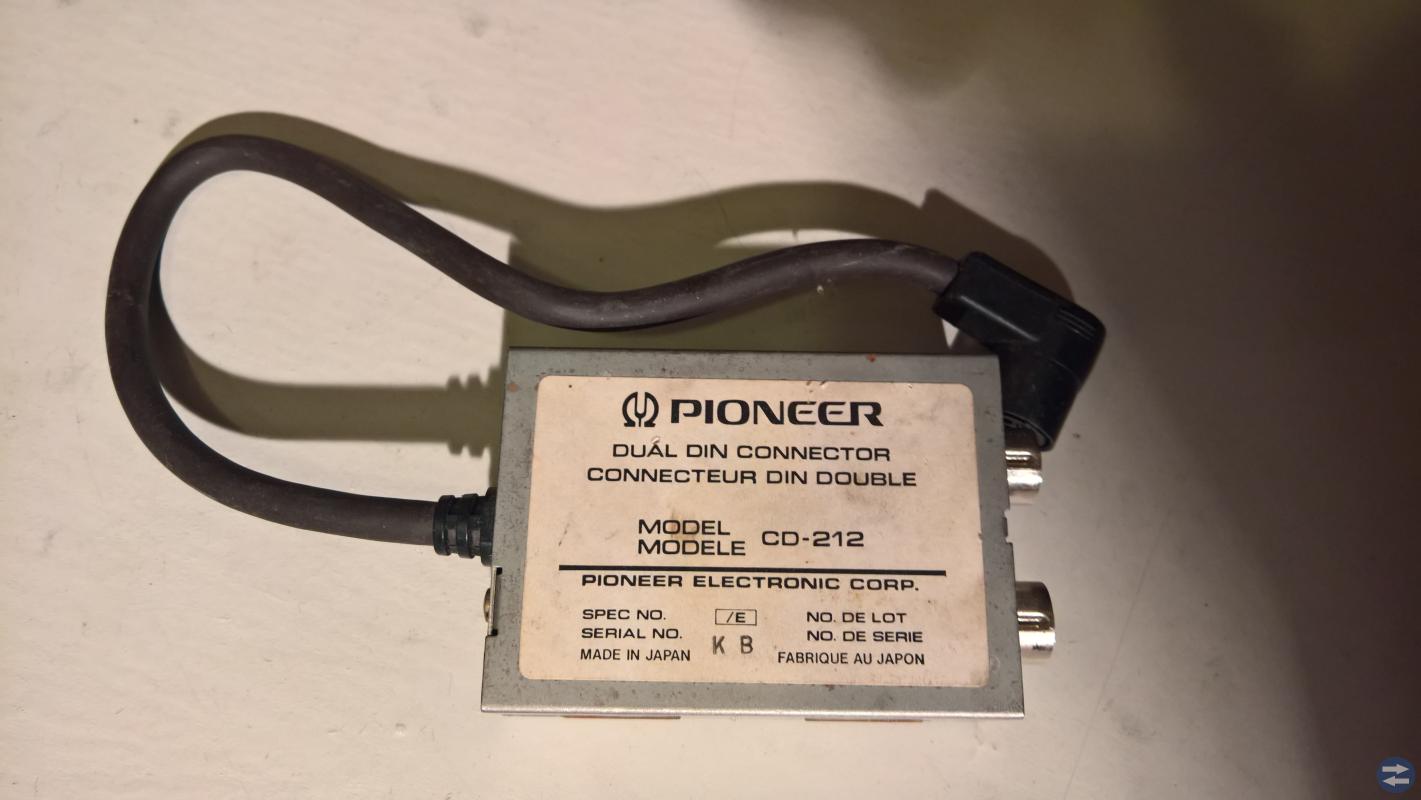 PIONEER
DUAL DIN CONNECTOR
CONNECTEUR DIN DOUBLE
MODEL
MODELE CD-212
PIONEER ELECTRONIC CORP.
SPEC NO. /E NO. DE LOT
SERIAL NO. K B NO. DE SERIE
MADE IN JAPAN FABRIQUE AU JAPON